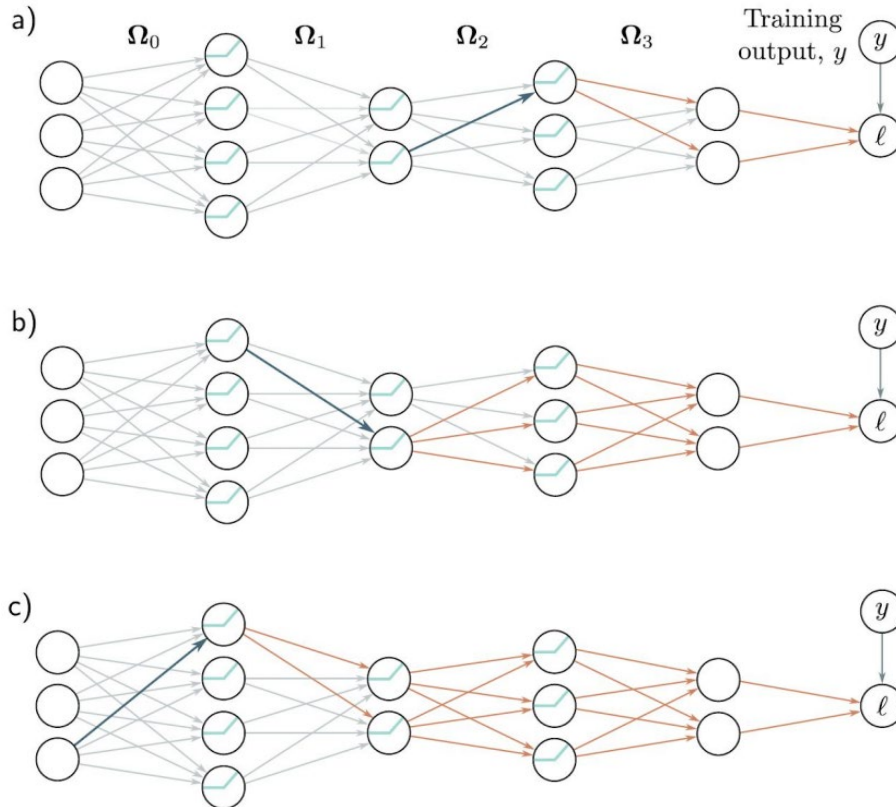 a)
Ω₀ Ω₁ Ω₂ Ω₃
Training
output, y
y
ℓ
b)
y
ℓ
c)
y
ℓ